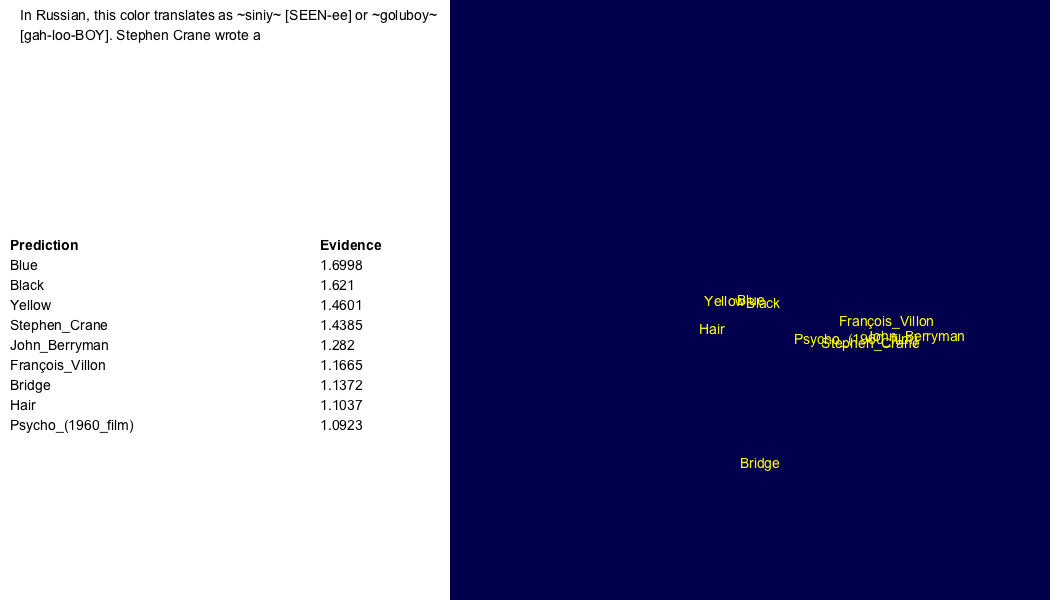 In Russian, this color translates as ~siniy~ [SEEN-ee] or ~goluboy~
[gah-loo-BOY]. Stephen Crane wrote a
Prediction Evidence
Blue 1.6998
Black 1.621
Yellow 1.4601
Stephen_Crane 1.4385
John_Berryman 1.282
François_Villon 1.1665
Bridge 1.1372
Hair 1.1037
Psycho_(1960_film) 1.0923
Yellow Blue Black
François_Villon
Hair
Psycho_(1960_film) John_Berryman
Stephen_Crane
Bridge